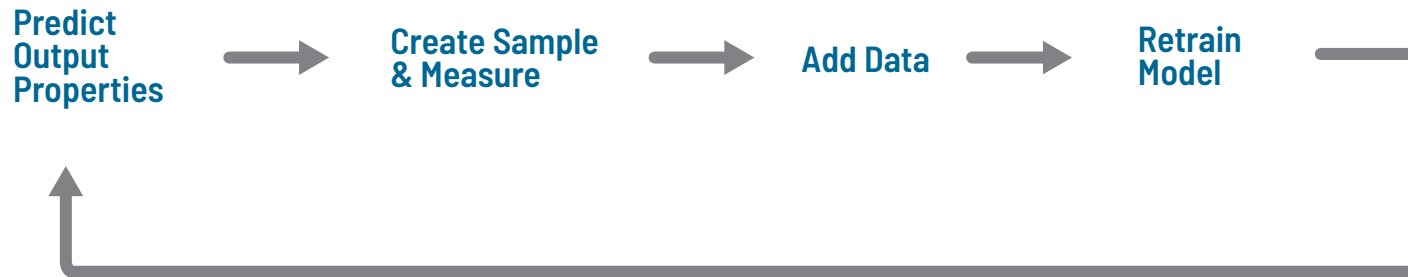 Predict
Output
Properties
Create Sample
& Measure
Add Data
Retrain
Model